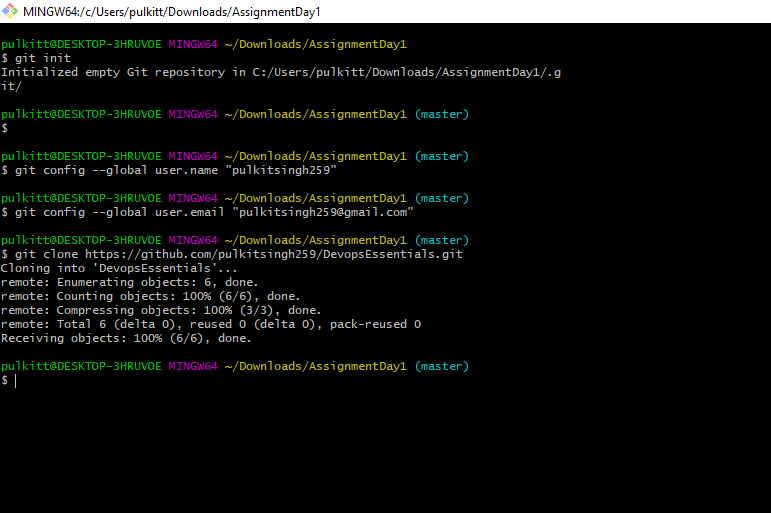 MINGW64:/c/Users/pulkitt/Downloads/AssignmentDay1
pulkitt@DESKTOP-3HRUVOE MINGW64 ~/Downloads/AssignmentDay1
$ git init
Initialized empty Git repository in C:/Users/pulkitt/Downloads/AssignmentDay1/.g
it/
pulkitt@DESKTOP-3HRUVOE MINGW64 ~/Downloads/AssignmentDay1 (master)
$
pulkitt@DESKTOP-3HRUVOE MINGW64 ~/Downloads/AssignmentDay1 (master)
$ git config --global user.name "pulkitsingh259"
pulkitt@DESKTOP-3HRUVOE MINGW64 ~/Downloads/AssignmentDay1 (master)
$ git config --global user.email "pulkitsingh259@gmail.com"
pulkitt@DESKTOP-3HRUVOE MINGW64 ~/Downloads/AssignmentDay1 (master)
$ git clone https://github.com/pulkitsingh259/DevopsEssentials.git
Cloning into 'DevopsEssentials'...
remote: Enumerating objects: 6, done.
remote: Counting objects: 100% (6/6), done.
remote: Compressing objects: 100% (3/3), done.
remote: Total 6 (delta 0), reused 0 (delta 0), pack-reused 0
Receiving objects: 100% (6/6), done.
pulkitt@DESKTOP-3HRUVOE MINGW64 ~/Downloads/AssignmentDay1 (master)
$